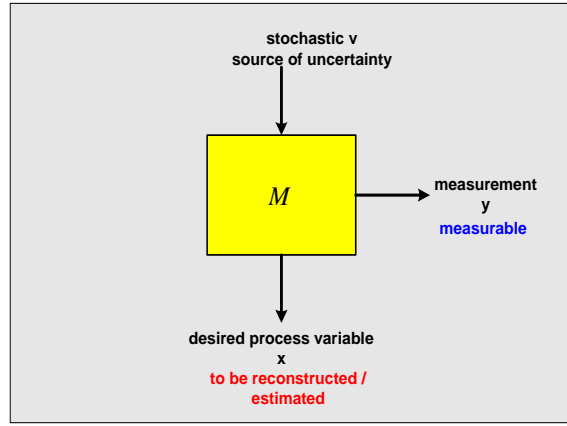 stochastic v
source of uncertainty
M
measurement
y
measurable
desired process variable
x
to be reconstructed /
estimated